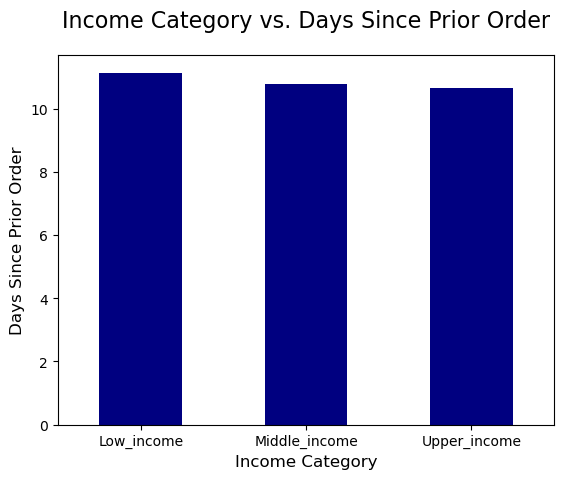 Income Category vs. Days Since Prior Order
10
8
6
4
2
0
Days Since Prior Order
Low_income
Middle_income
Upper_income
Income Category